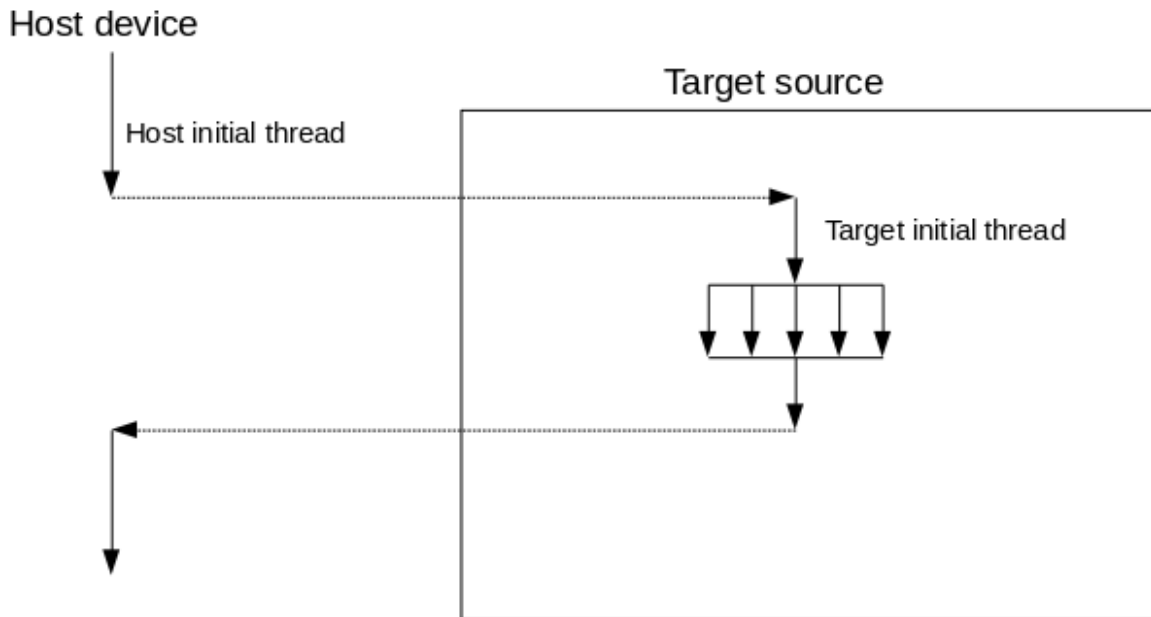 Host device
Target source
Host initial thread
Target initial thread